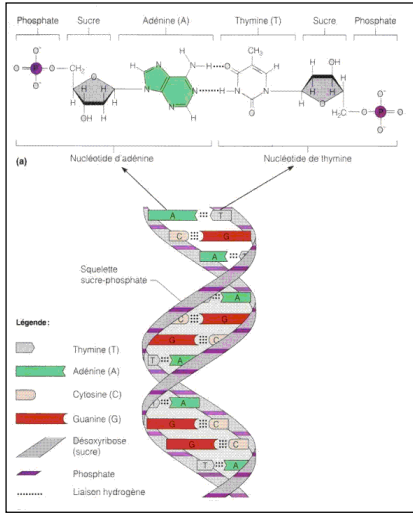 Phosphate Sucre Adénine (A) Thymine (T) Sucre Phosphate
(a)
Nucléotide d'adénine Nucléotide de thymine
A T
C G
A
Squelette
sucre-phosphate
A
C G
G C
T A
T A
G C
G C
T A
Légende :
Thymine (T)
Adénine (A)
Cytosine (C)
Guanine (G)
Désoxyribose
(sucre)
Phosphate
Liaison hydrogène